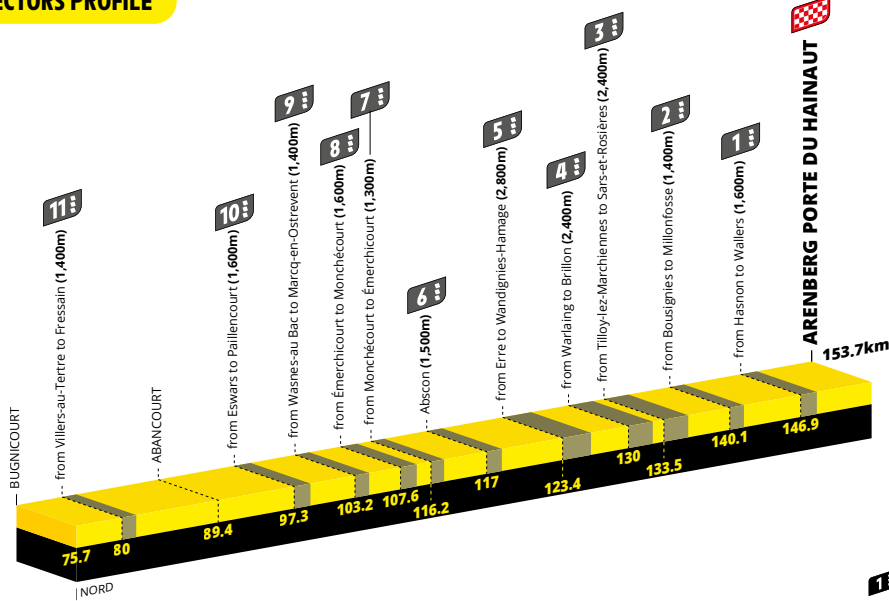 ECTORS PROFILE
11
from Villers-au-Tertre to Fressain (1,400m)
10
from Eswars to Paillencourt (1,600m)
9
from Wasnes-au Bac to Marcq-en-Ostrevent (1,400m)
8
from Émerchicourt to Monchécourt (1,600m)
7
from Monchécourt to Émerchicourt (1,300m)
6
Abscon (1,500m)
5
from Erre to Wandignies-Hamage (2,800m)
4
from Warlaing to Brillon (2,400m)
3
from Tilloy-lez-Marchiennes to Sars-et-Rosières (2,400m)
2
from Bousignies to Millonfosse (1,400m)
1
from Hasnon to Wallers (1,600m)
ARENBERG PORTE DU HAINAUT
153.7km
BUGNICOURT
ABANCOURT
75.7
80
89.4
97.3
103.2
107.6
116.2
117
123.4
130
133.5
140.1
146.9
NORD
1